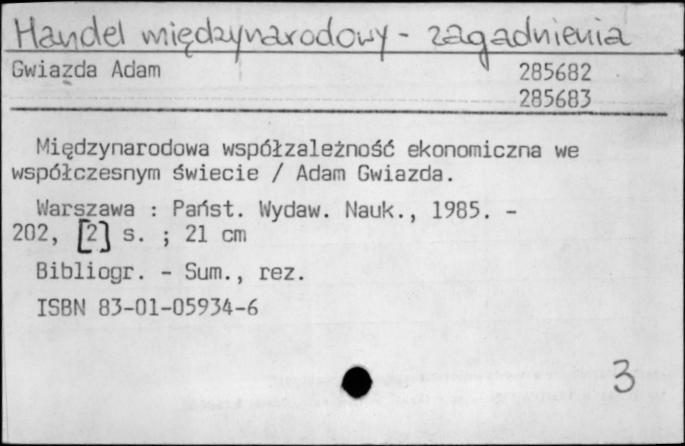 Handel międzynarodowy - zagadnienia
Gwiazda Adam 285682
285683
Międzynarodowa współzależność ekonomiczna we
współczesnym świecie / Adam Gwiazda.
Warszawa : Państ. Wydaw. Nauk., 1985. -
202, [2] s. ; 21 cm
Bibliogr. - Sum., rez.
ISBN 83-01-05934-6
3